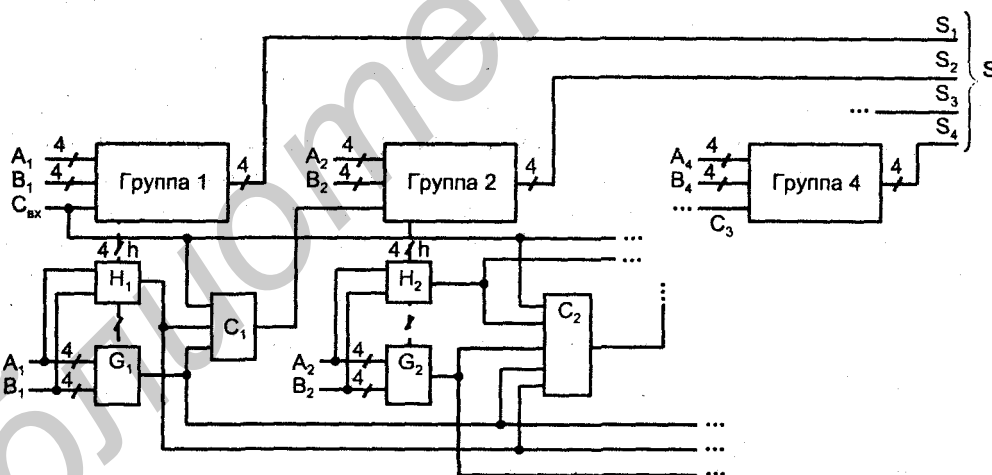 S₁
S₂
S
S₃
... S₄
A₁ 4
B₁ 4
Cвх
Группа 1
4
A₂ 4
B₂ 4
Группа 2
4
A₄ 4
B₄ 4
... C₃
Группа 4
4
4 h
H₁
4 h
H₂
...
...
C₁
C₂
A₁ 4
B₁ 4
G₁
A₂ 4
B₂ 4
G₂
...
...
...